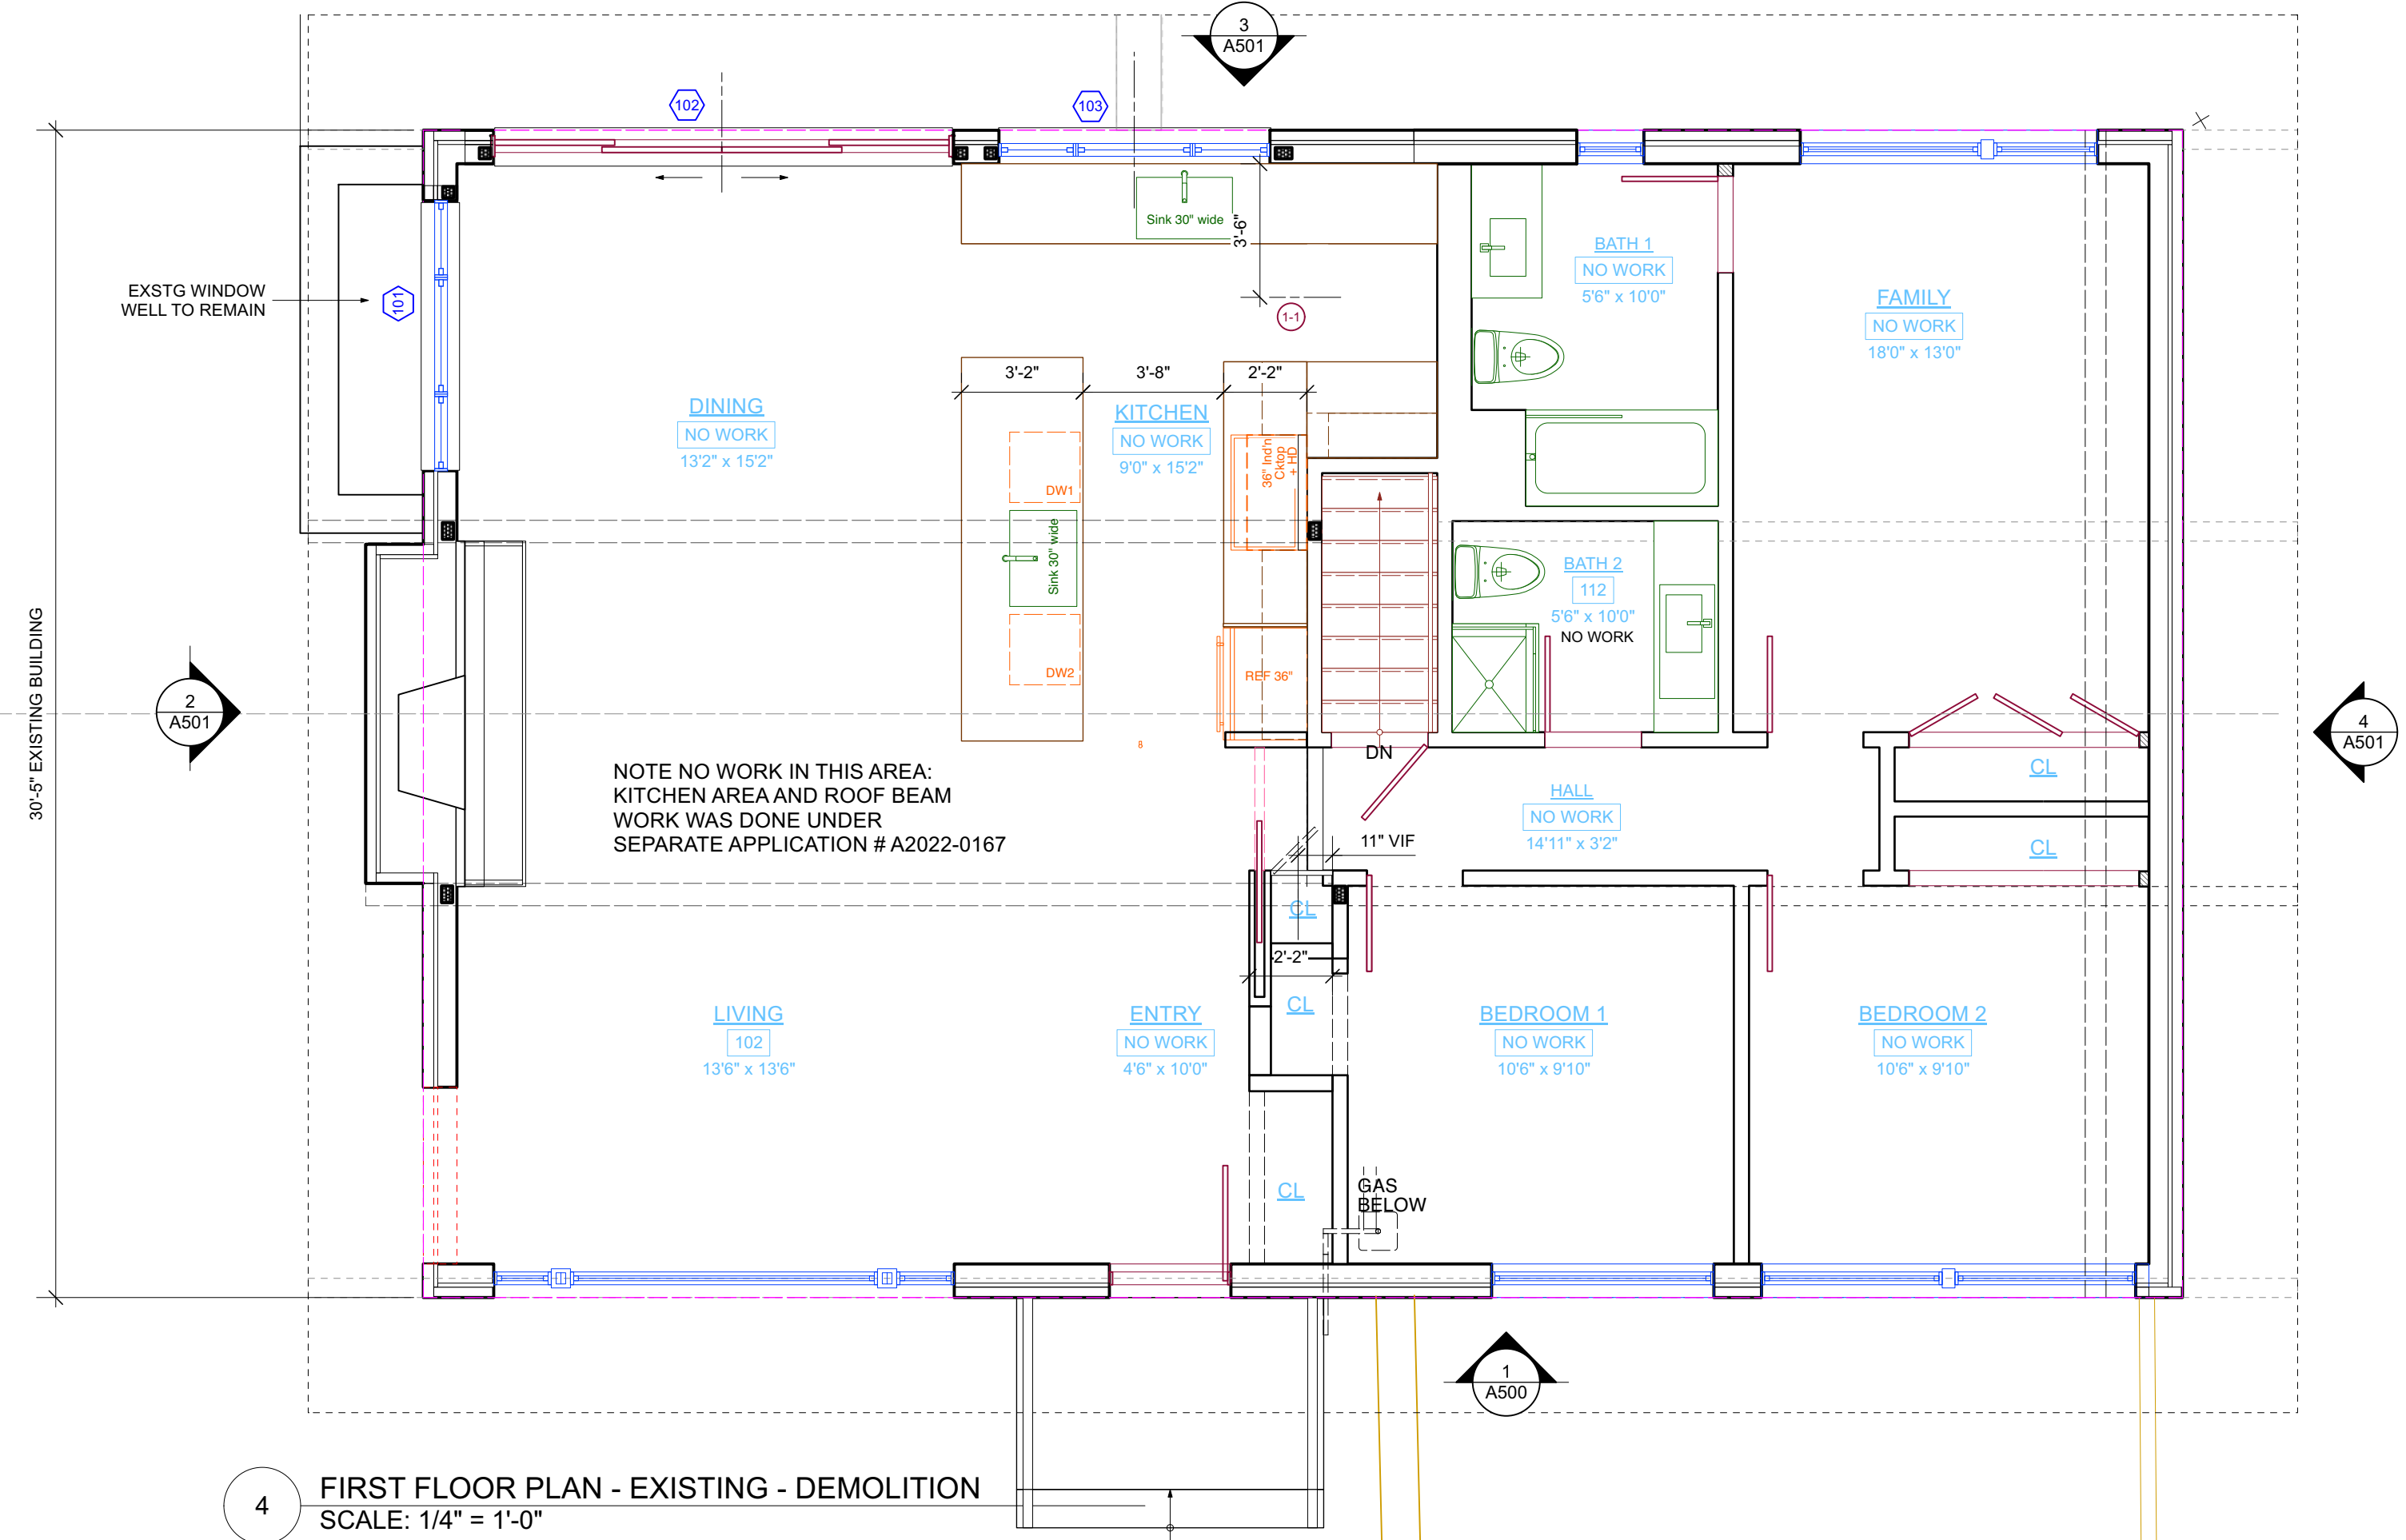 3
A501
102
103
Sink 30" wide
3'-6"
BATH 1
NO WORK
5'6" x 10'0"
EXSTG WINDOW
WELL TO REMAIN
101
FAMILY
NO WORK
18'0" x 13'0"
1-1
3'-2"
3'-8"
2'-2"
DINING
NO WORK
13'2" x 15'2"
KITCHEN
NO WORK
9'0" x 15'2"
36" Ind'n
Cktop
+ HD
DW1
Sink 30" wide
DW2
REF 36"
BATH 2
112
5'6" x 10'0"
NO WORK
30'-5" EXISTING BUILDING
2
A501
4
A501
8
DN
NOTE NO WORK IN THIS AREA:
KITCHEN AREA AND ROOF BEAM
WORK WAS DONE UNDER
SEPARATE APPLICATION # A2022-0167
CL
HALL
NO WORK
14'11" x 3'2"
11" VIF
CL
CL
2'-2"
CL
LIVING
102
13'6" x 13'6"
ENTRY
NO WORK
4'6" x 10'0"
BEDROOM 1
NO WORK
10'6" x 9'10"
BEDROOM 2
NO WORK
10'6" x 9'10"
CL
GAS
BELOW
1
A500
4
FIRST FLOOR PLAN - EXISTING - DEMOLITION
SCALE: 1/4" = 1'-0"